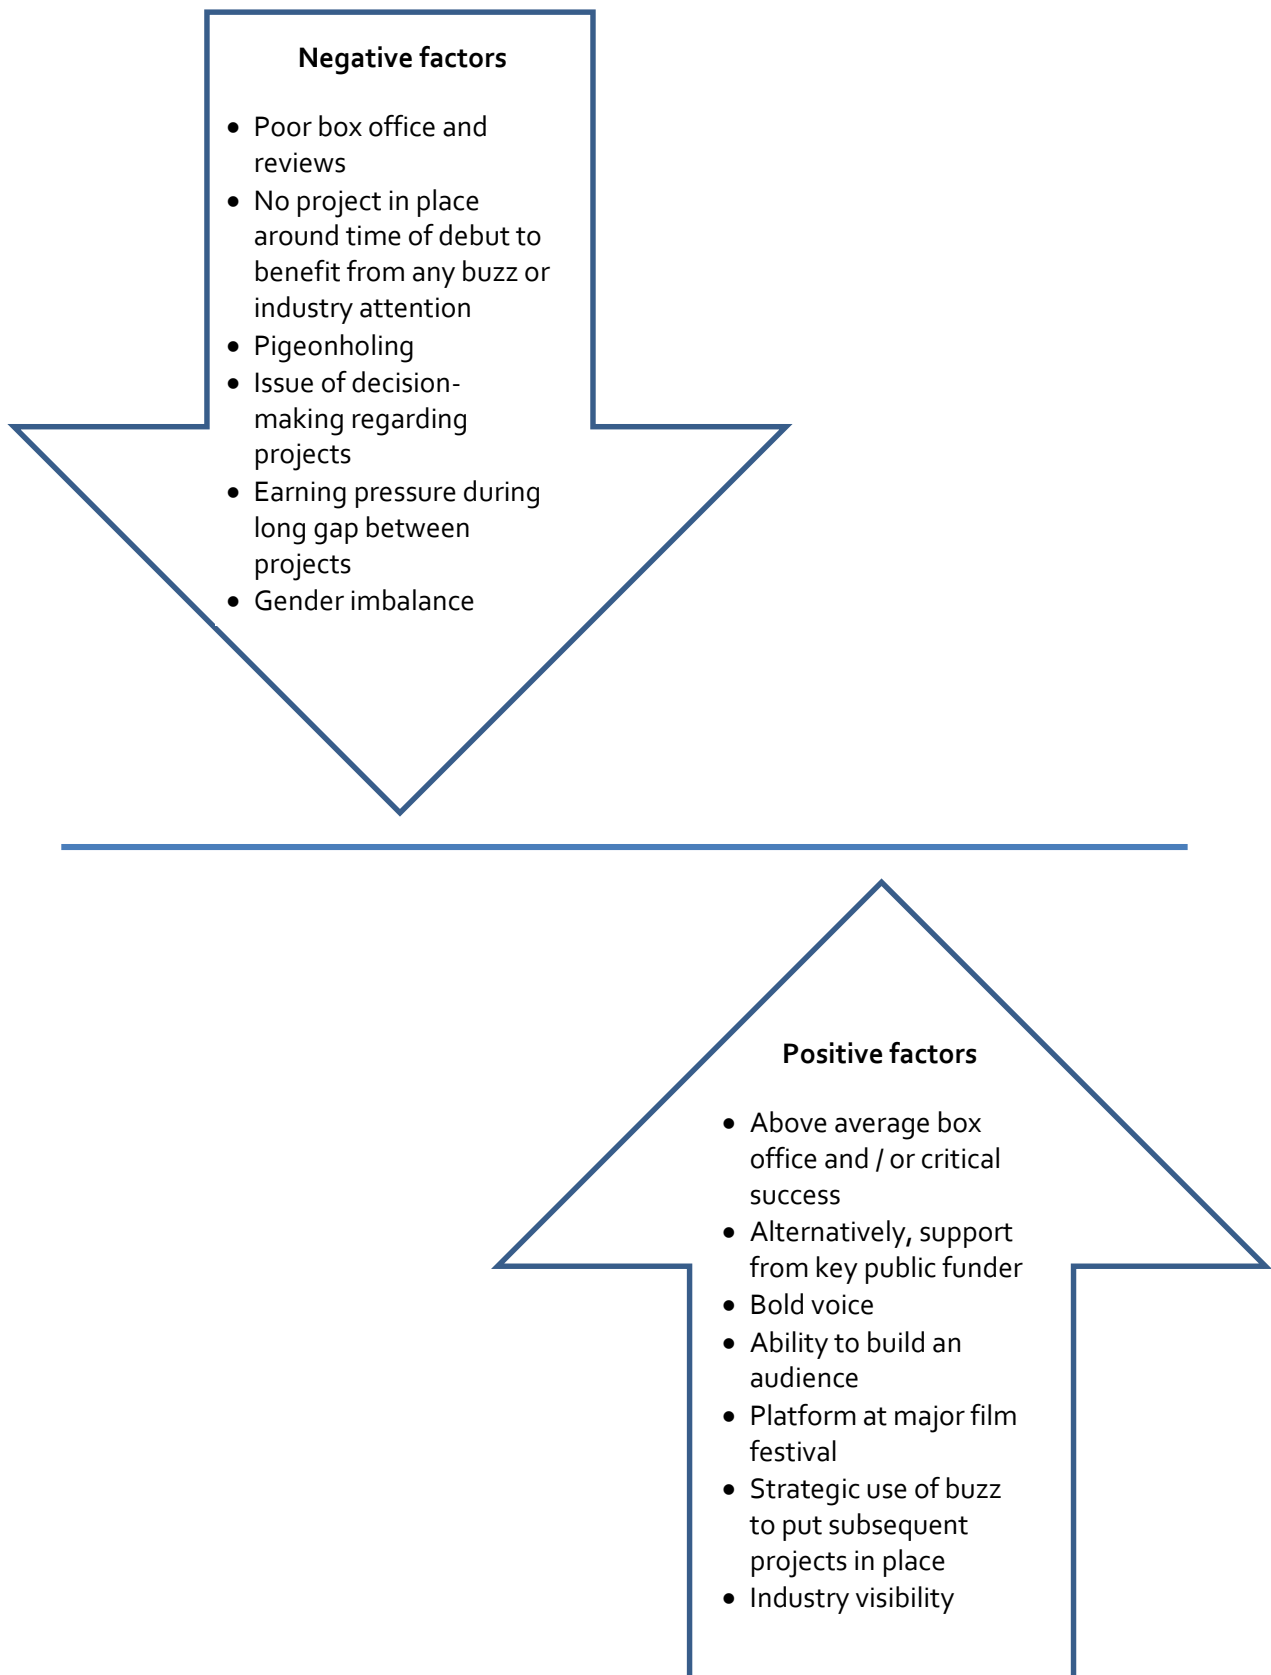 Negative factors
• Poor box office and
reviews
• No project in place
around time of debut to
benefit from any buzz or
industry attention
• Pigeonholing
• Issue of decision-
making regarding
projects
• Earning pressure during
long gap between
projects
• Gender imbalance
Positive factors
• Above average box
office and / or critical
success
• Alternatively, support
from key public funder
• Bold voice
• Ability to build an
audience
• Platform at major film
festival
• Strategic use of buzz
to put subsequent
projects in place
• Industry visibility